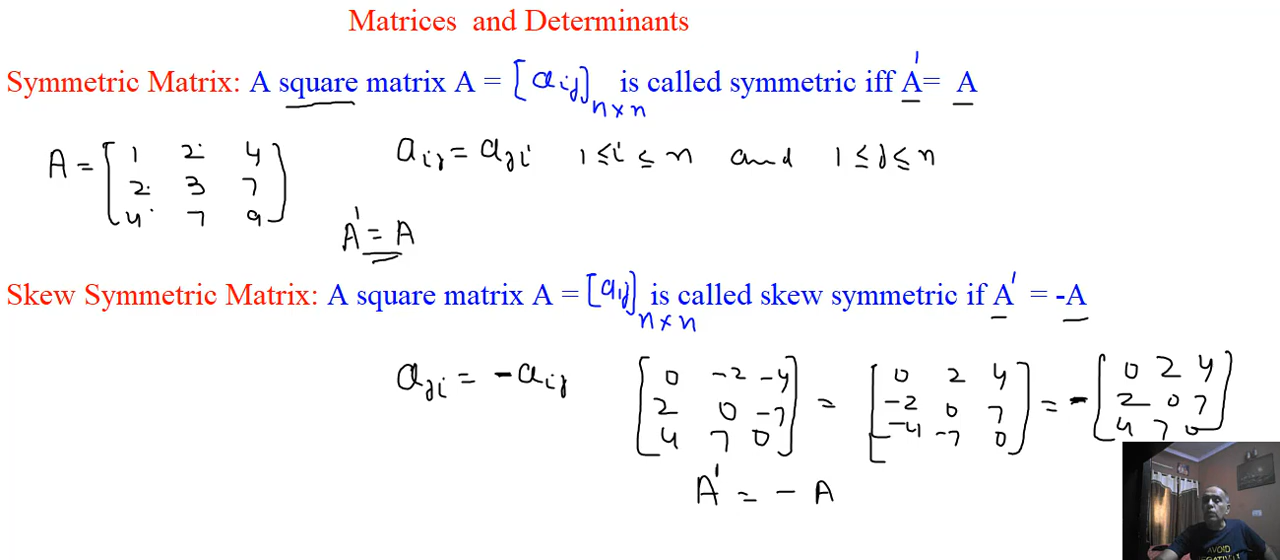 Matrices and Determinants
Symmetric Matrix: A square matrix A = [aij]n×n is called symmetric iff A' = A
A = [1 2 4
2 3 7
4 7 9]
aij = aji 1 ≤ i ≤ n and 1 ≤ j ≤ n
A' = A
Skew Symmetric Matrix: A square matrix A = [aij]n×n is called skew symmetric if A' = -A
aji = -aij
[0 -2 -4
2 0 -7
4 7 0]
=
[0 2 4
-2 0 7
-4 -7 0]
= -
[0 2 4
2 0 7
4 7 0]
A' = - A
AVOID